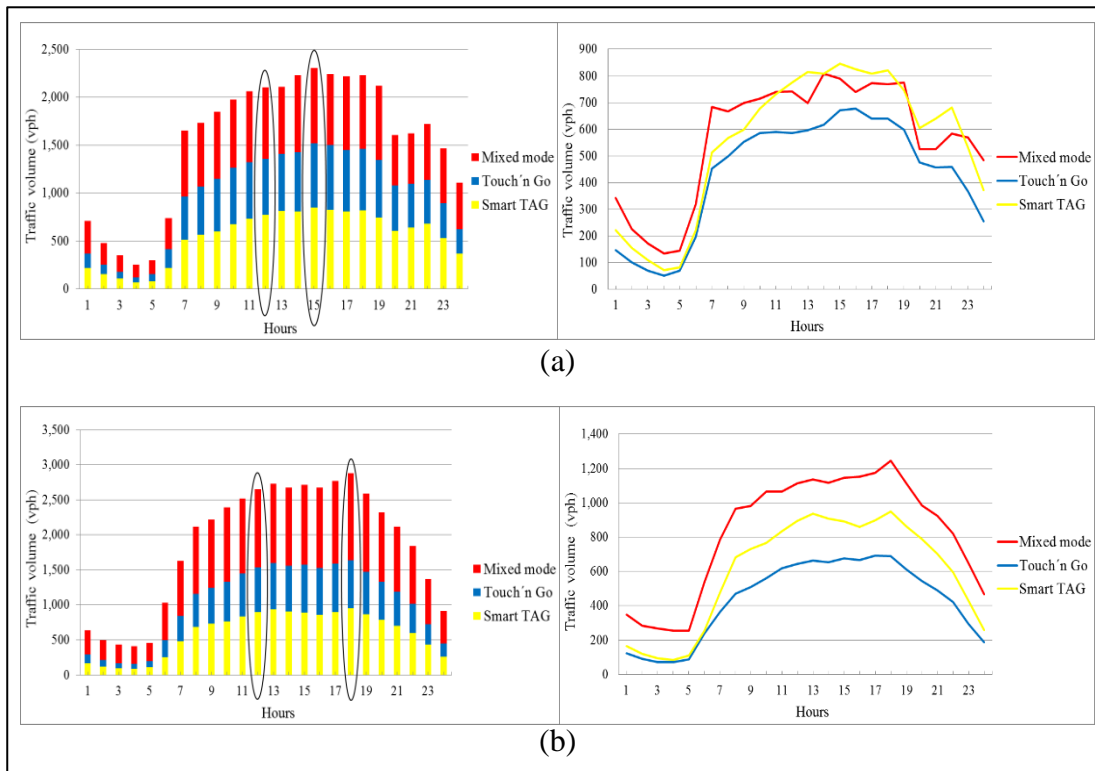 Traffic volume (vph)
2,500
2,000
1,500
1,000
500
0
1 3 5 7 9 11 13 15 17 19 21 23
Hours
Mixed mode
Touch´n Go
Smart TAG
Traffic volume (vph)
900
800
700
600
500
400
300
200
100
0
1 3 5 7 9 11 13 15 17 19 21 23
Hours
Mixed mode
Touch´n Go
Smart TAG
(a)
Traffic volume (vph)
3,500
3,000
2,500
2,000
1,500
1,000
500
0
1 3 5 7 9 11 13 15 17 19 21 23
Hours
Mixed mode
Touch´n Go
Smart TAG
Traffic volume (vph)
1,400
1,200
1,000
800
600
400
200
0
1 3 5 7 9 11 13 15 17 19 21 23
Hours
Mixed mode
Touch´n Go
Smart TAG
(b)